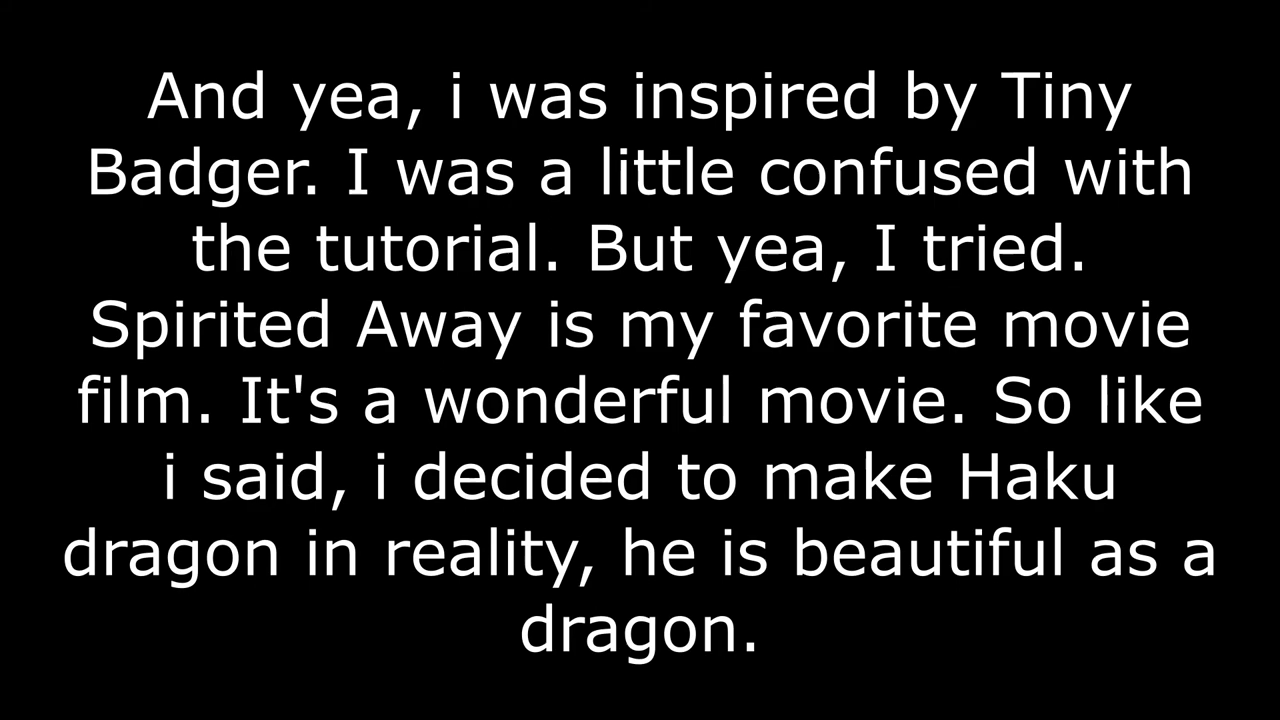 And yea, i was inspired by Tiny
Badger. I was a little confused with
the tutorial. But yea, I tried.
Spirited Away is my favorite movie
film. It's a wonderful movie. So like
i said, i decided to make Haku
dragon in reality, he is beautiful as a
dragon.